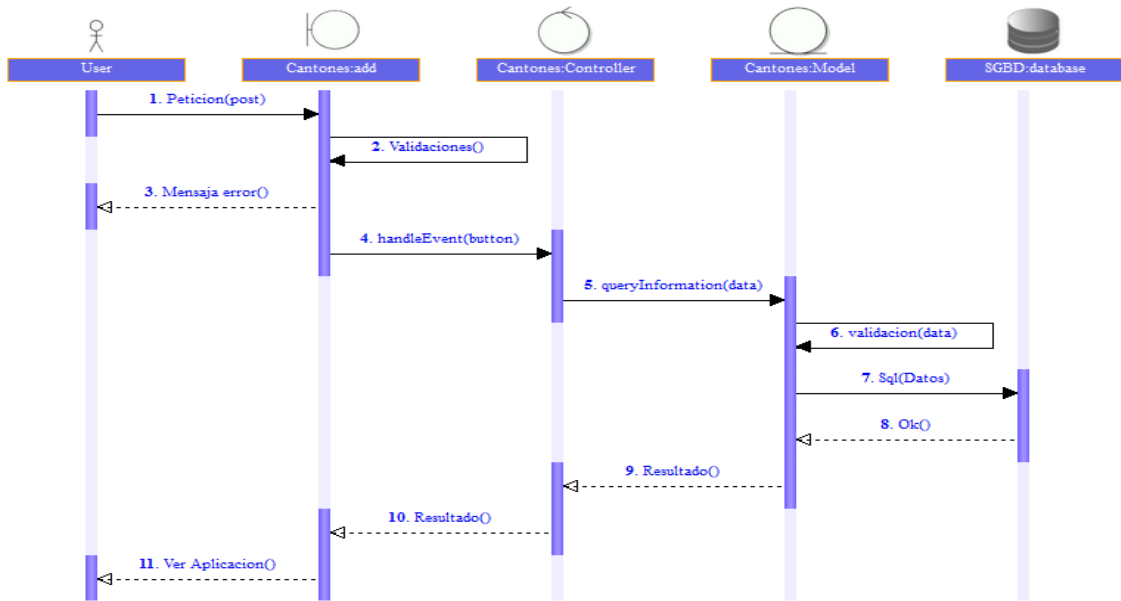 User
Cantones:add
Cantones:Controller
Cantones:Model
SGBD:database
1. Peticion(post)
2. Validaciones()
3. Mensaja error()
4. handleEvent(button)
5. queryInformation(data)
6. validacion(data)
7. Sql(Datos)
8. Ok()
9. Resultado()
10. Resultado()
11. Ver Aplicacion()